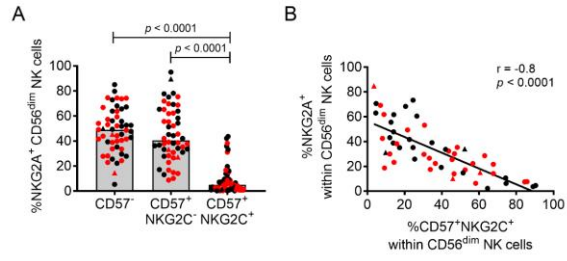 A
p < 0.0001
p < 0.0001
%NKG2A⁺ CD56ᵈⁱᵐ NK cells
100
80
60
40
20
0
CD57⁻
CD57⁺
NKG2C⁻
CD57⁺
NKG2C⁺
B
r = -0.8
p < 0.0001
%NKG2A⁺
within CD56ᵈⁱᵐ NK cells
100
80
60
40
20
0
0 20 40 60 80 100
%CD57⁺NKG2C⁺
within CD56ᵈⁱᵐ NK cells